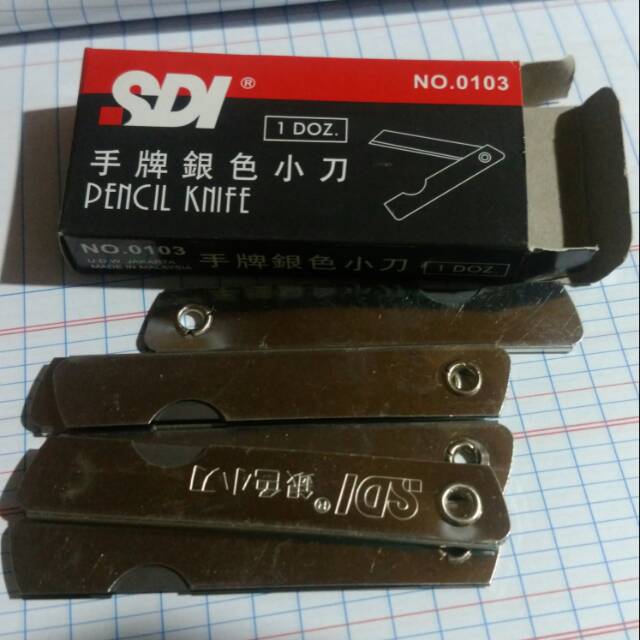 SDI®
NO.0103
1 DOZ.
手牌銀色小刀
PENCIL KNIFE
NO.0103
U.D.W JAKARTA
MADE IN MALAYSIA
手牌銀色小刀
1 DOZ.
SDI® 銀色小刀